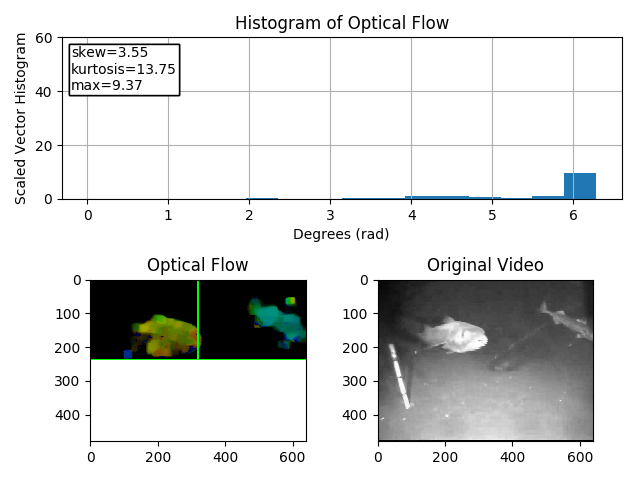 Histogram of Optical Flow
60
40
20
0
Scaled Vector Histogram
skew=3.55
kurtosis=13.75
max=9.37
0 1 2 3 4 5 6
Degrees (rad)
Optical Flow
0
100
200
300
400
0 200 400 600
Original Video
0
100
200
300
400
0 200 400 600